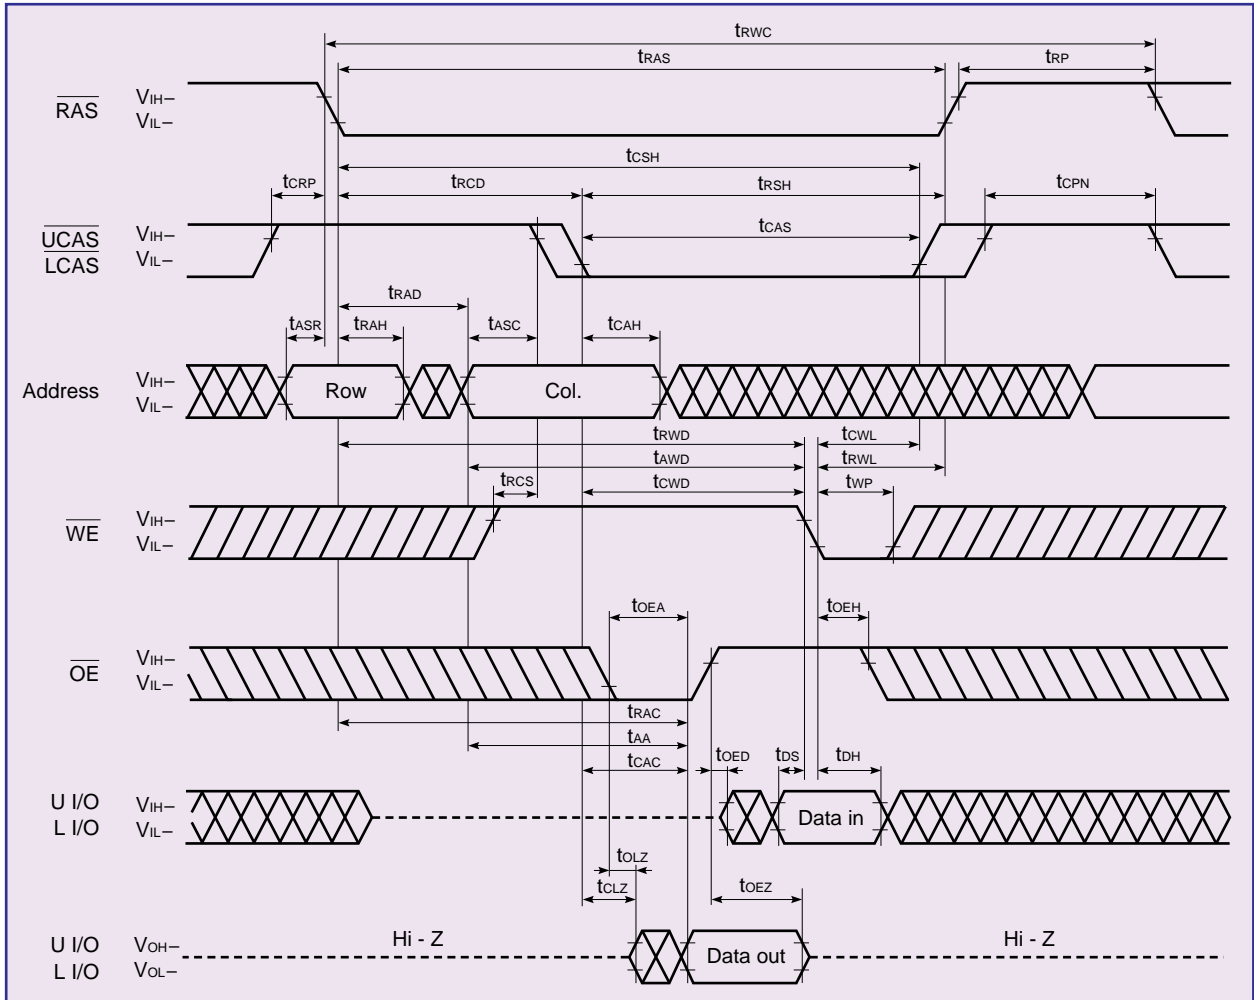 tRWC
tRAS tRP
RAS VIH–
VIL–
tCSH
tCRP tRCD tRSH tCPN
UCAS VIH–
tCAS
LCAS VIL–
tRAD
tASR tRAH tASC tCAH
Address VIH–
VIL–
Row Col.
tRWD tCWL
tAWD tRWL
tRCS tCWD tWP
WE VIH–
VIL–
tOEA tOEH
OE VIH–
VIL–
tRAC
tAA
tCAC tOED tDS tDH
U I/O VIH–
L I/O VIL–
Data in
tOLZ
tCLZ tOEZ
Hi - Z Hi - Z
U I/O VOH–
L I/O VOL–
Data out